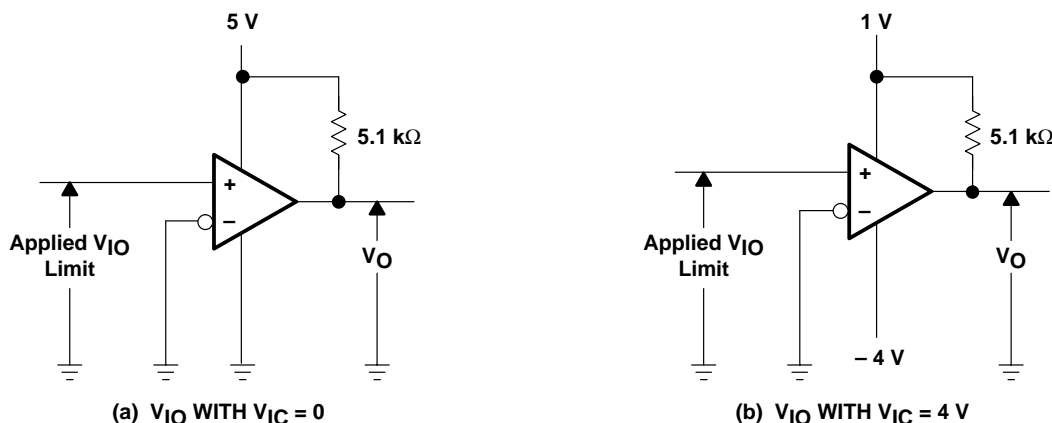 5 V
5.1 kΩ
+
−
Applied VIO
Limit
VO
(a) VIO WITH VIC = 0
1 V
5.1 kΩ
+
−
Applied VIO
Limit
VO
– 4 V
(b) VIO WITH VIC = 4 V